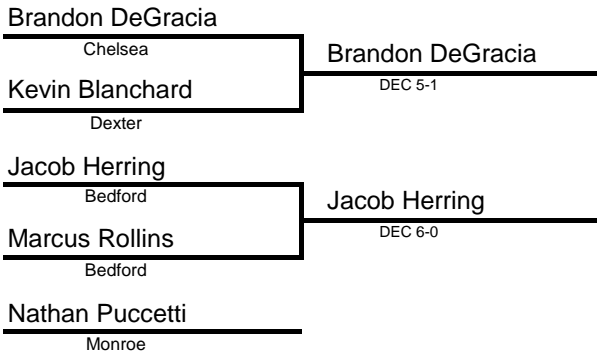 Brandon DeGracia
Chelsea
Brandon DeGracia
DEC 5-1
Kevin Blanchard
Dexter
Jacob Herring
Bedford
Jacob Herring
DEC 6-0
Marcus Rollins
Bedford
Nathan Puccetti
Monroe